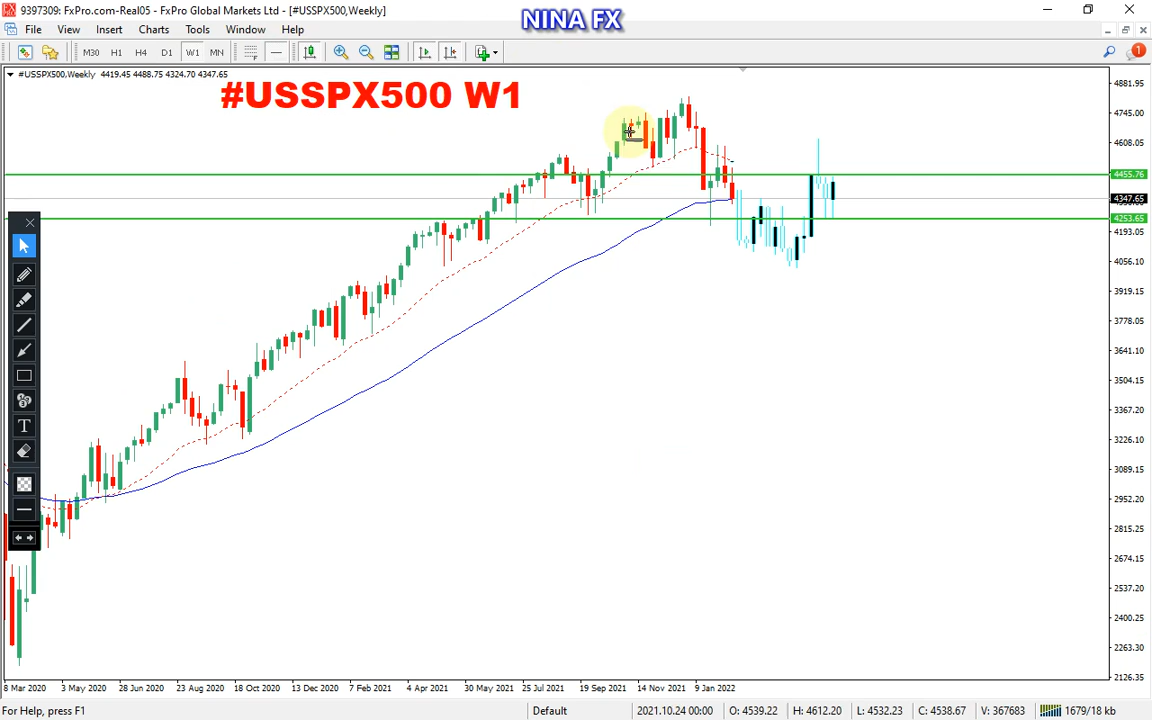 9397309: FxPro.com-Real05 - FxPro Global Markets Ltd - [#USSPX500,Weekly]
NINA FX
File View Insert Charts Tools Window Help
M30 H1 H4 D1 W1 MN
1
#USSPX500,Weekly 4419.45 4488.75 4324.70 4347.65
#USSPX500 W1
4881.95
4745.00
4608.05
4455.76
4347.65
4253.65
4193.05
4056.10
3919.15
3778.05
3641.10
3504.15
3367.20
3226.10
3089.15
2952.20
2815.25
2674.15
2537.20
2400.25
2263.30
2126.35
T
8 Mar 2020 3 May 2020 28 Jun 2020 23 Aug 2020 18 Oct 2020 13 Dec 2020 7 Feb 2021 4 Apr 2021 30 May 2021 25 Jul 2021 19 Sep 2021 14 Nov 2021 9 Jan 2022
For Help, press F1 Default 2021.10.24 00:00 O: 4539.22 H: 4612.20 L: 4532.23 C: 4538.67 V: 367683 1679/18 kb